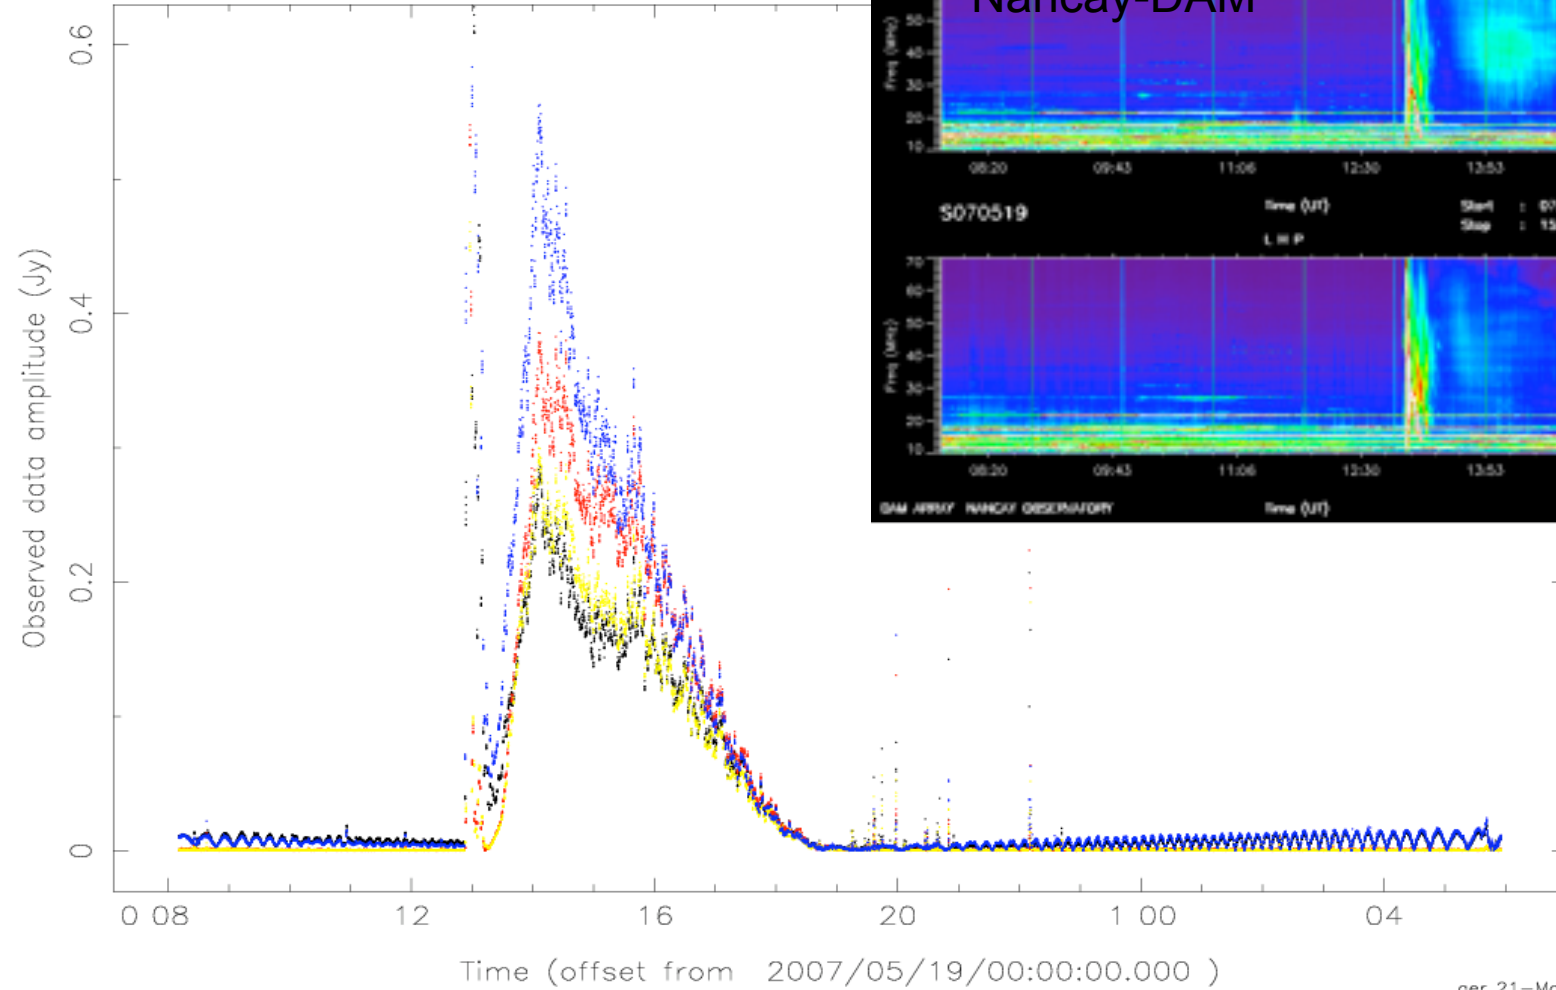 Nancay-DAM
Freq (MHz)
50
40
30
20
10
08:20 09:43 11:06 12:30 13:53
S070519
Time (UT)
Start : 07
Stop : 15
L H P
Freq (MHz)
70
60
50
40
30
20
10
08:20 09:43 11:06 12:30 13:53
DAM ARRAY NANCAY OBSERVATORY
Time (UT)
Observed data amplitude (Jy)
0.6
0.4
0.2
0
0 08 12 16 20 1 00 04
Time (offset from 2007/05/19/00:00:00.000 )